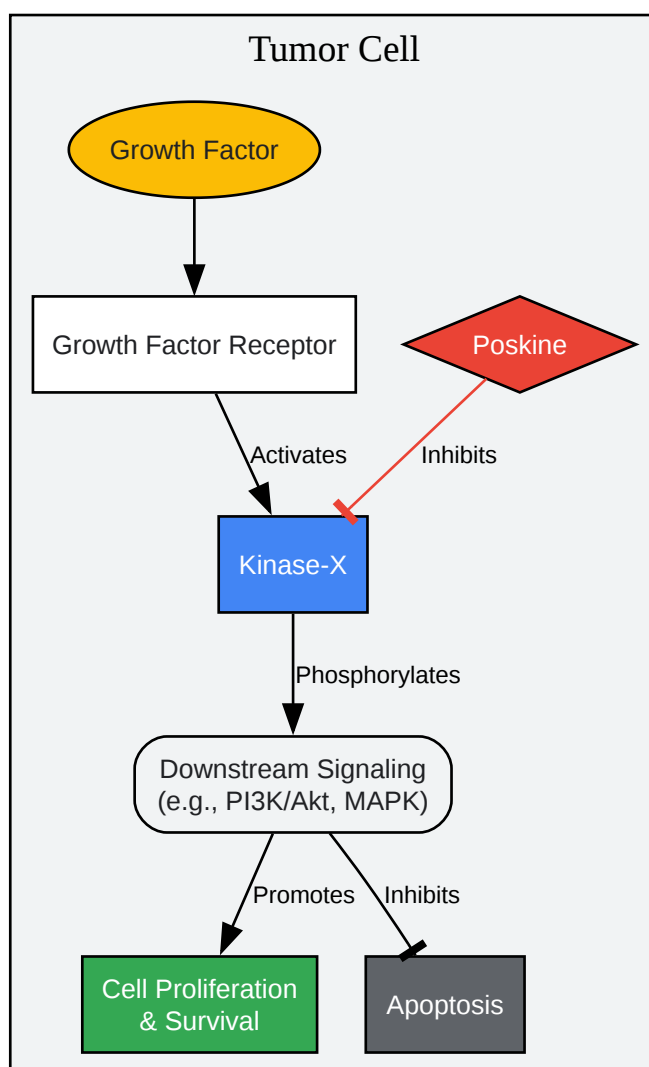 Tumor Cell
Growth Factor
Growth Factor Receptor
Poskine
Activates
Inhibits
Kinase-X
Phosphorylates
Downstream Signaling
(e.g., PI3K/Akt, MAPK)
Promotes
Inhibits
Cell Proliferation
& Survival
Apoptosis